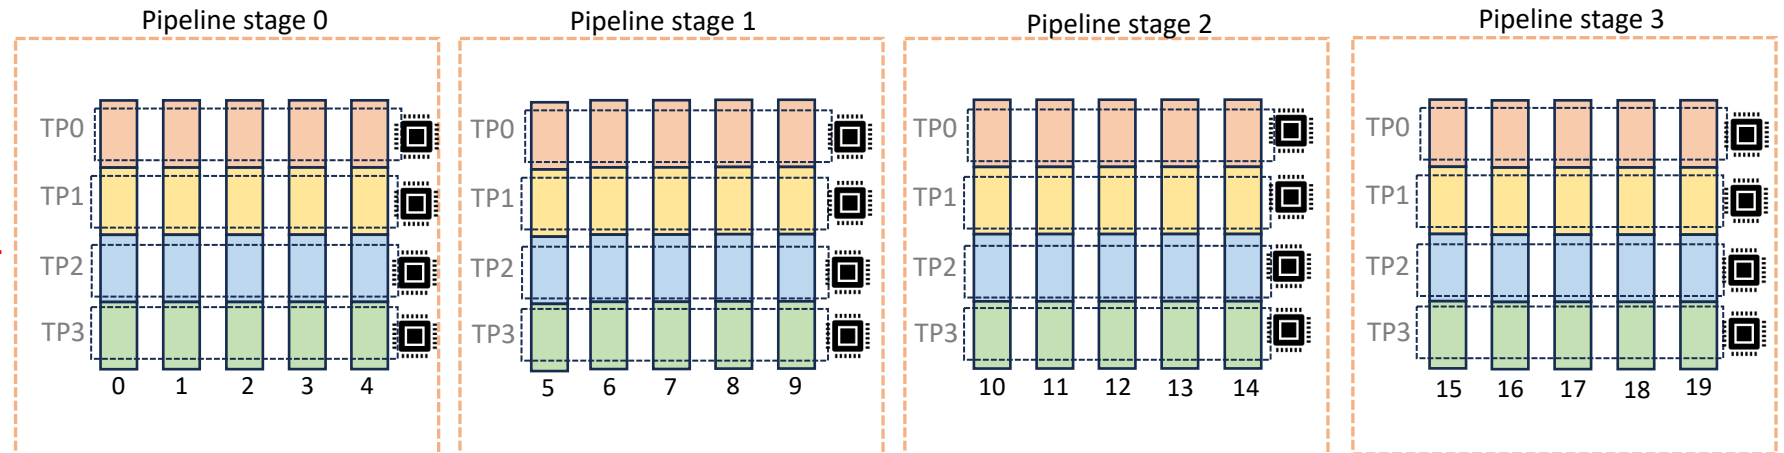 Pipeline stage 0
TP0
TP1
TP2
TP3
0 1 2 3 4
Pipeline stage 1
TP0
TP1
TP2
TP3
5 6 7 8 9
Pipeline stage 2
TP0
TP1
TP2
TP3
10 11 12 13 14
Pipeline stage 3
TP0
TP1
TP2
TP3
15 16 17 18 19